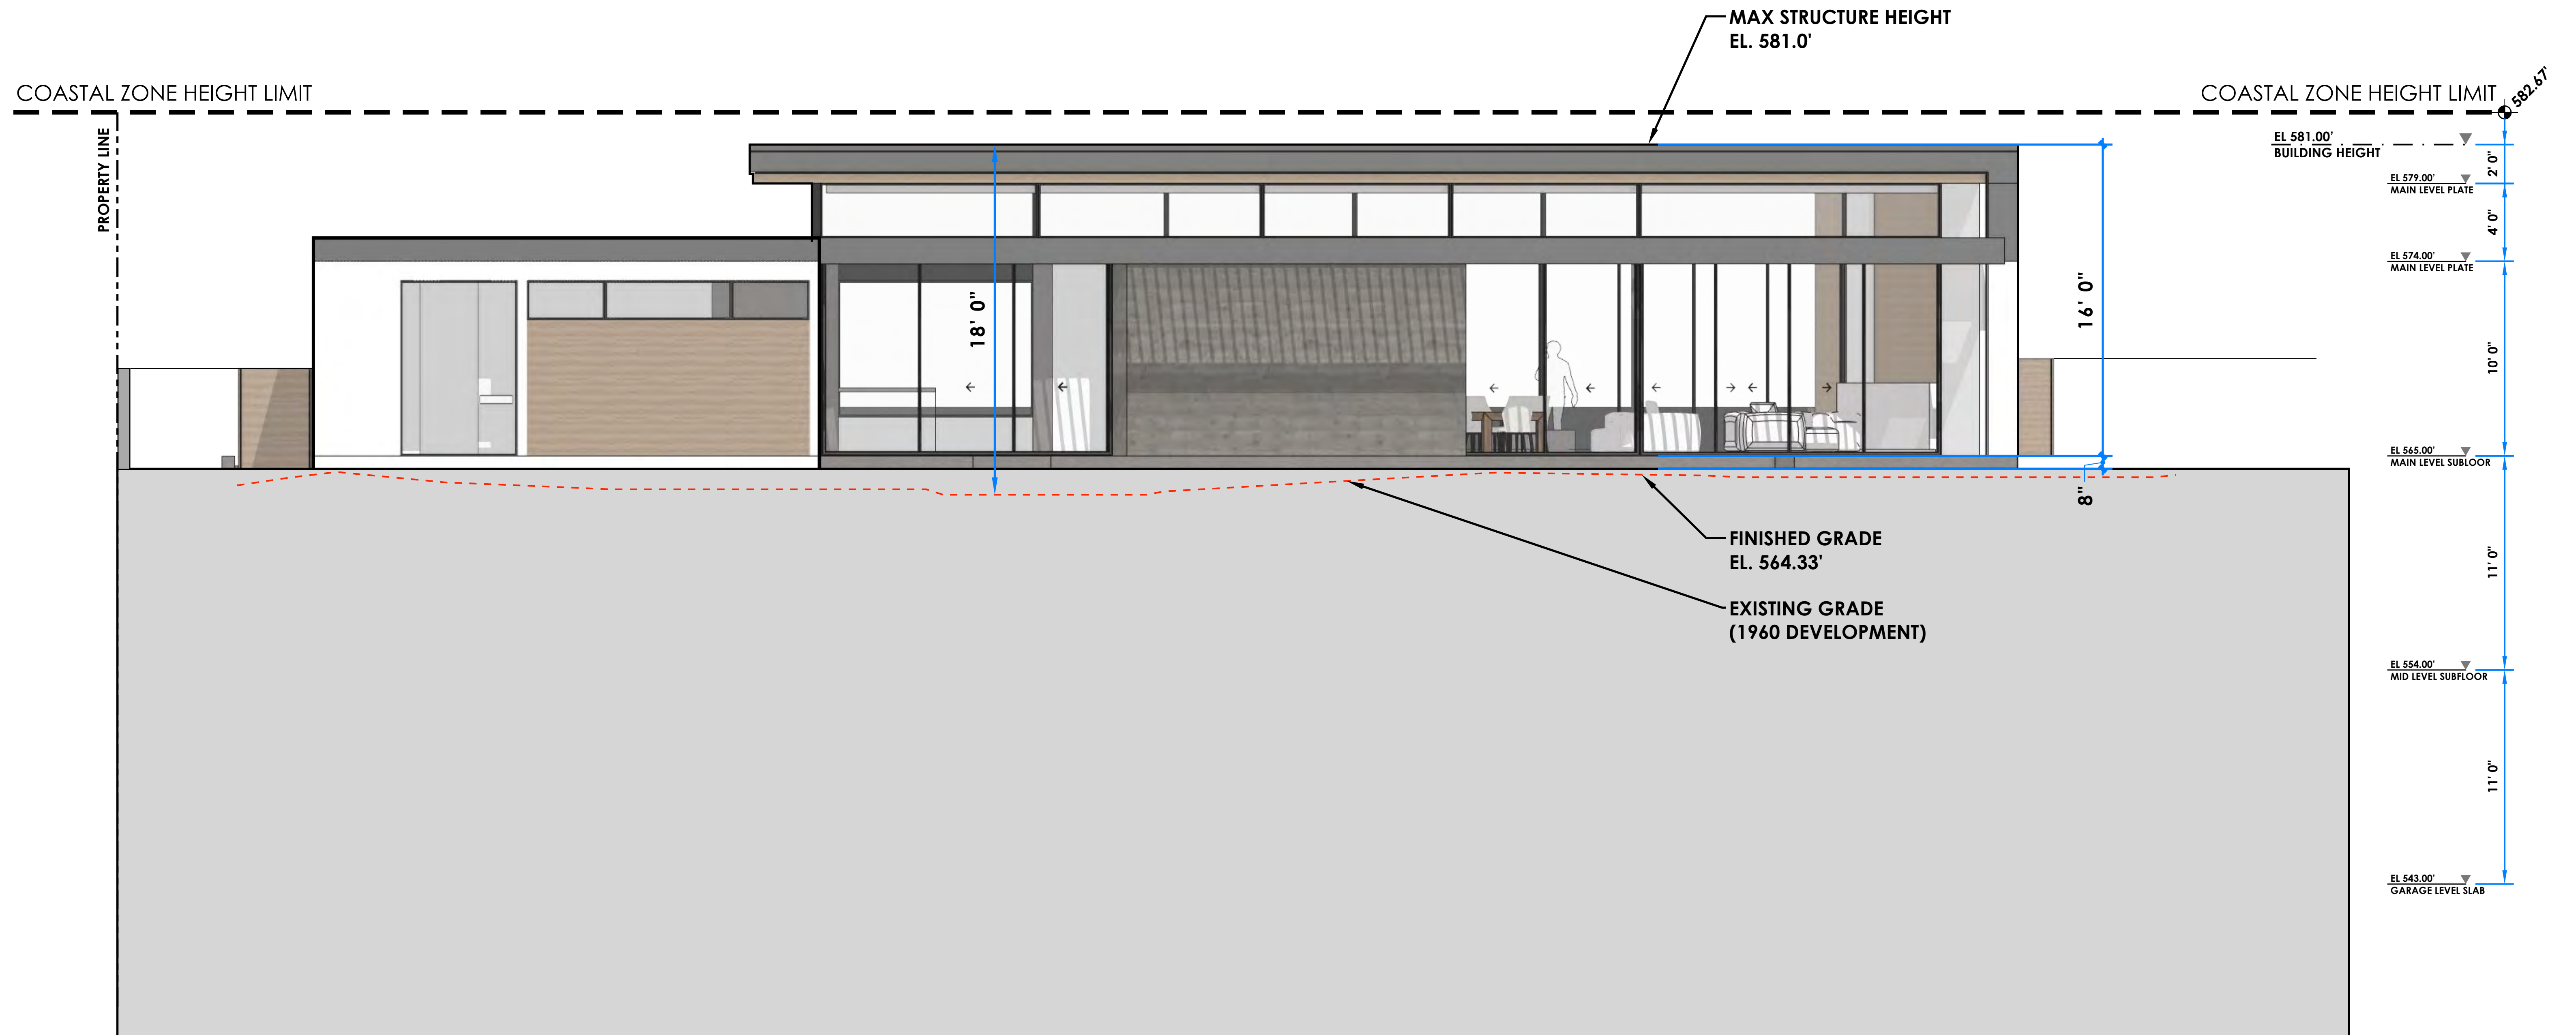 MAX STRUCTURE HEIGHT
EL. 581.0'
COASTAL ZONE HEIGHT LIMIT
COASTAL ZONE HEIGHT LIMIT
582.67'
PROPERTY LINE
EL 581.00'
BUILDING HEIGHT
2' 0"
EL 579.00'
MAIN LEVEL PLATE
4' 0"
EL 574.00'
MAIN LEVEL PLATE
18' 0"
16' 0"
10' 0"
EL 565.00'
MAIN LEVEL SUBLOOR
8"
FINISHED GRADE
EL. 564.33'
11' 0"
EXISTING GRADE
(1960 DEVELOPMENT)
EL 554.00'
MID LEVEL SUBFLOOR
11' 0"
EL 543.00'
GARAGE LEVEL SLAB